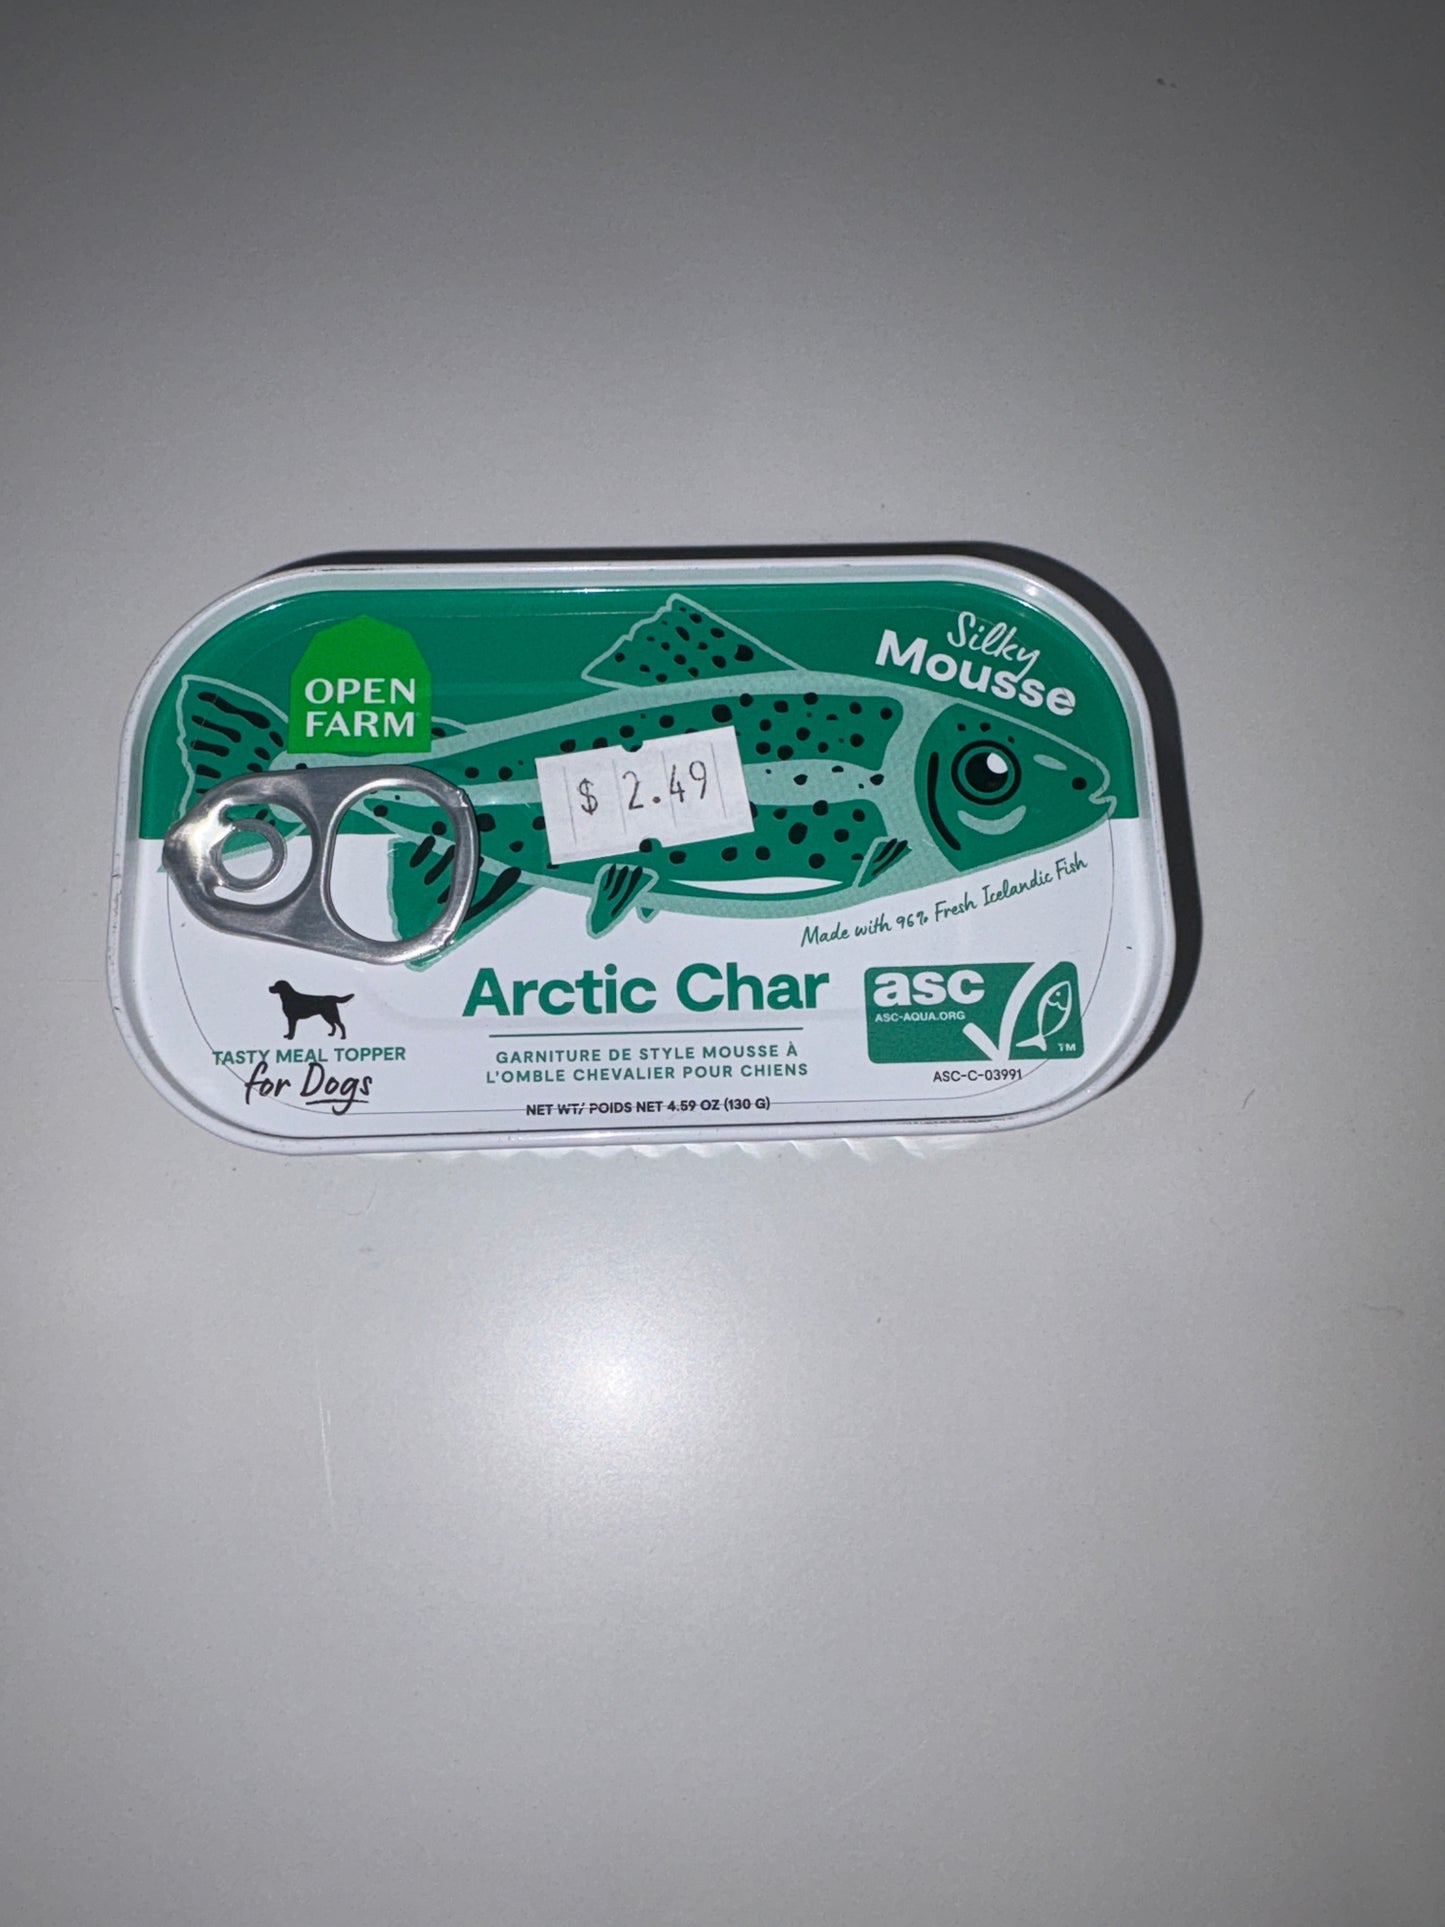 OPEN
FARM
Silky
Mousse
$ 2.49
Made with 96% Fresh Icelandic Fish
Arctic Char
GARNITURE DE STYLE MOUSSE À
L'OMBLE CHEVALIER POUR CHIENS
NET WT/ POIDS NET 4.59 OZ (130 G)
TASTY MEAL TOPPER
for Dogs
asc
ASC-AQUA.ORG
TM
ASC-C-03991